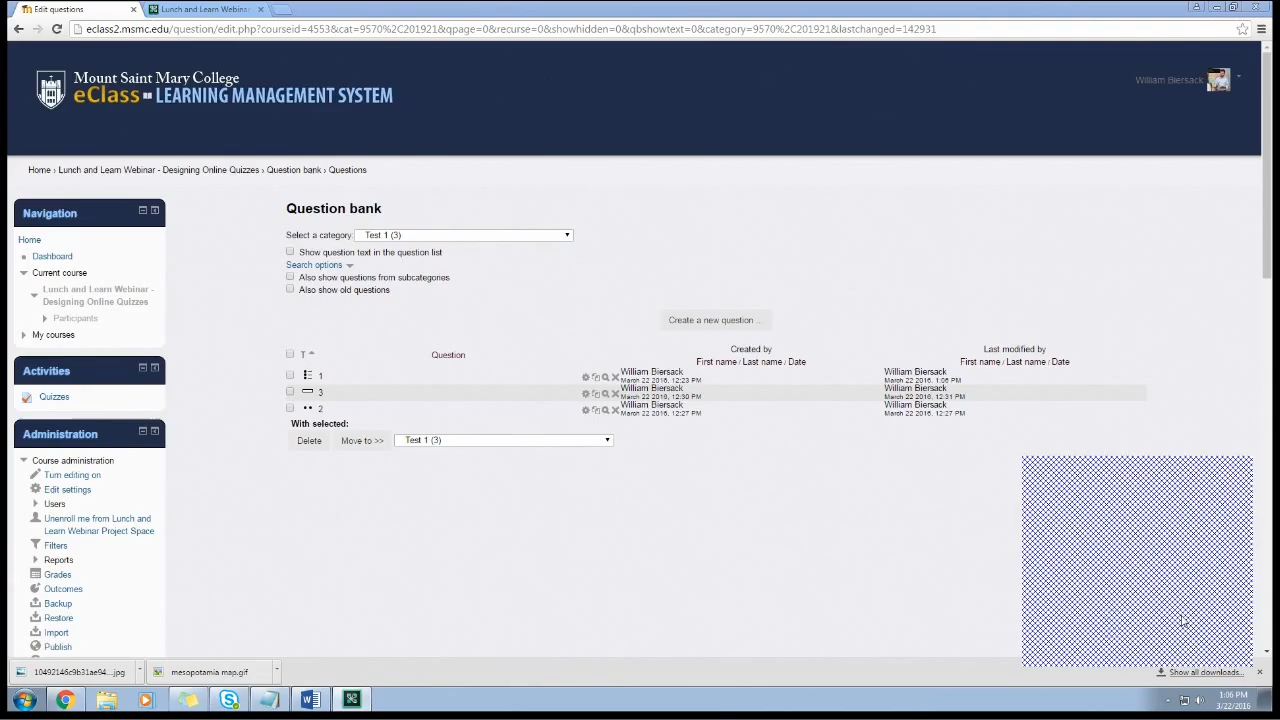 Edit questions
Lunch and Learn Webinar
eclass2.msmc.edu/question/edit.php?courseid=4553&cat=9570%2C201921&qpage=0&recurse=0&showhidden=0&qbshowtext=0&category=9570%2C201921&lastchanged=142931
Mount Saint Mary College
eClass LEARNING MANAGEMENT SYSTEM
William Biersack
Home › Lunch and Learn Webinar - Designing Online Quizzes › Question bank › Questions
Navigation
Home
Dashboard
Current course
Lunch and Learn Webinar -
Designing Online Quizzes
Participants
My courses
Activities
Quizzes
Administration
Course administration
Turn editing on
Edit settings
Users
Unenroll me from Lunch and
Learn Webinar Project Space
Filters
Reports
Grades
Outcomes
Backup
Restore
Import
Publish
Question bank
Select a category: Test 1 (3)
Show question text in the question list
Search options
Also show questions from subcategories
Also show old questions
Create a new question ...
T Question Created by Last modified by
First name / Last name / Date First name / Last name / Date
1 William Biersack William Biersack
March 22 2016, 12:23 PM March 22 2016, 1:06 PM
3 William Biersack William Biersack
March 22 2016, 12:30 PM March 22 2016, 12:31 PM
2 William Biersack William Biersack
March 22 2016, 12:27 PM March 22 2016, 12:27 PM
With selected:
Delete Move to >> Test 1 (3)
10492146c9b31ae94....jpg mesopotamia map.gif Show all downloads...
1:06 PM
3/22/2016